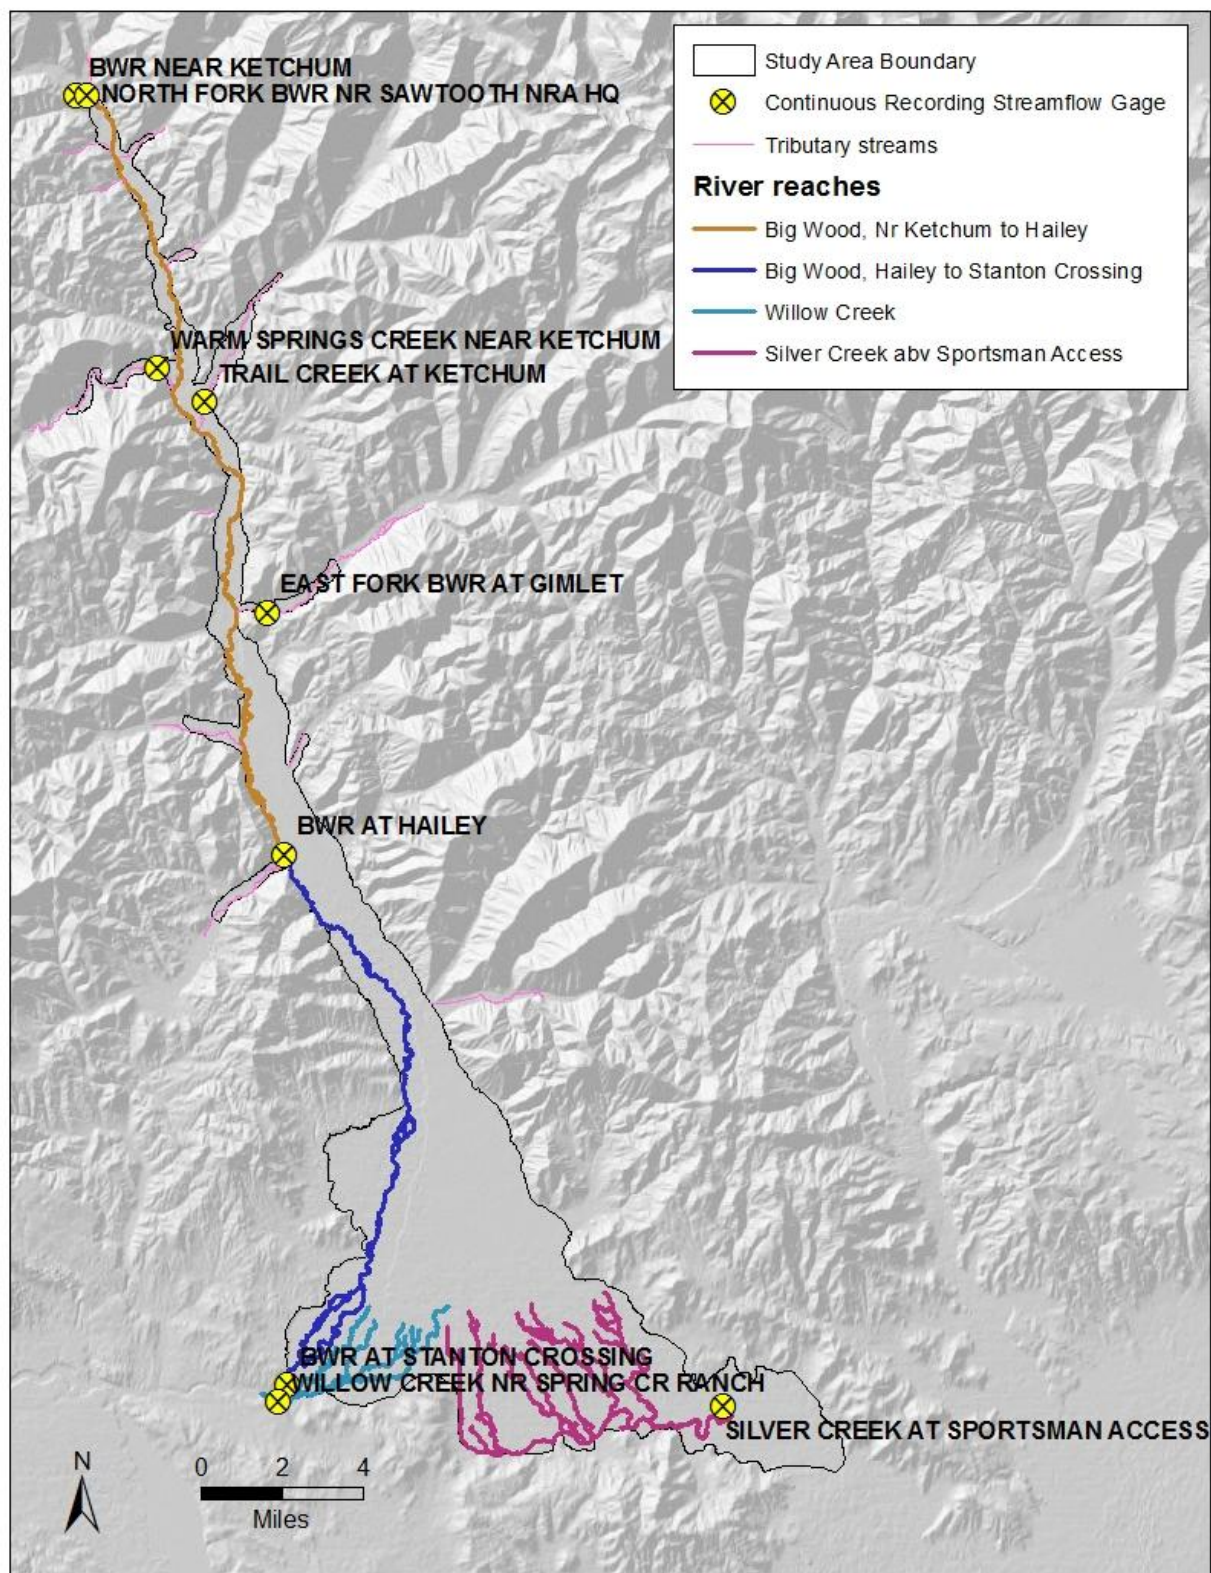 BWR NEAR KETCHUM
NORTH FORK BWR NR SAWTOOTH NRA HQ
Study Area Boundary
Continuous Recording Streamflow Gage
Tributary streams
River reaches
Big Wood, Nr Ketchum to Hailey
Big Wood, Hailey to Stanton Crossing
Willow Creek
Silver Creek abv Sportsman Access
WARM SPRINGS CREEK NEAR KETCHUM
TRAIL CREEK AT KETCHUM
EAST FORK BWR AT GIMLET
BWR AT HAILEY
BWR AT STANTON CROSSING
WILLOW CREEK NR SPRING CR RANCH
SILVER CREEK AT SPORTSMAN ACCESS
N
0 2 4
Miles